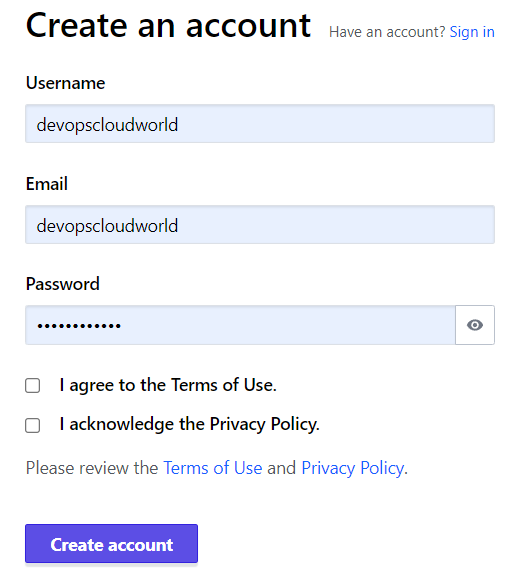 Create an account Have an account? Sign in
Username
devopscloudworld
Email
devopscloudworld
Password
••••••••••••
I agree to the Terms of Use.
I acknowledge the Privacy Policy.
Please review the Terms of Use and Privacy Policy.
Create account